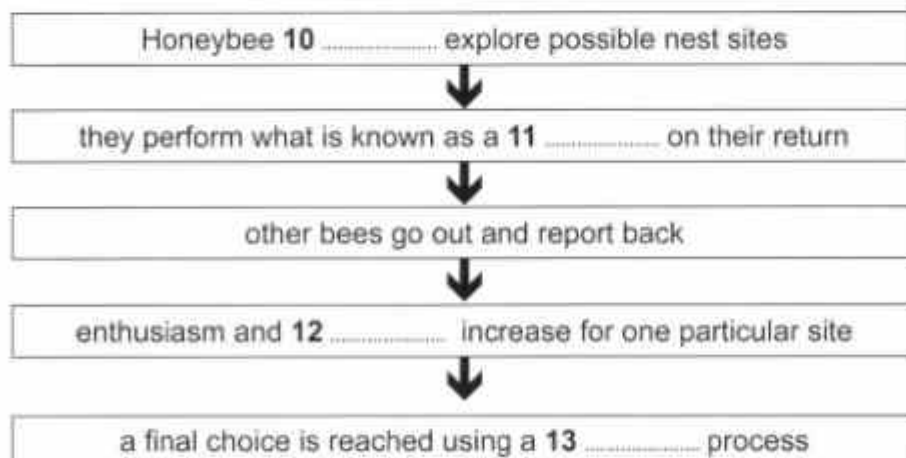 Honeybee 10 .................... explore possible nest sites
they perform what is known as a 11 .................... on their return
other bees go out and report back
enthusiasm and 12 .................... increase for one particular site
a final choice is reached using a 13 .................... process